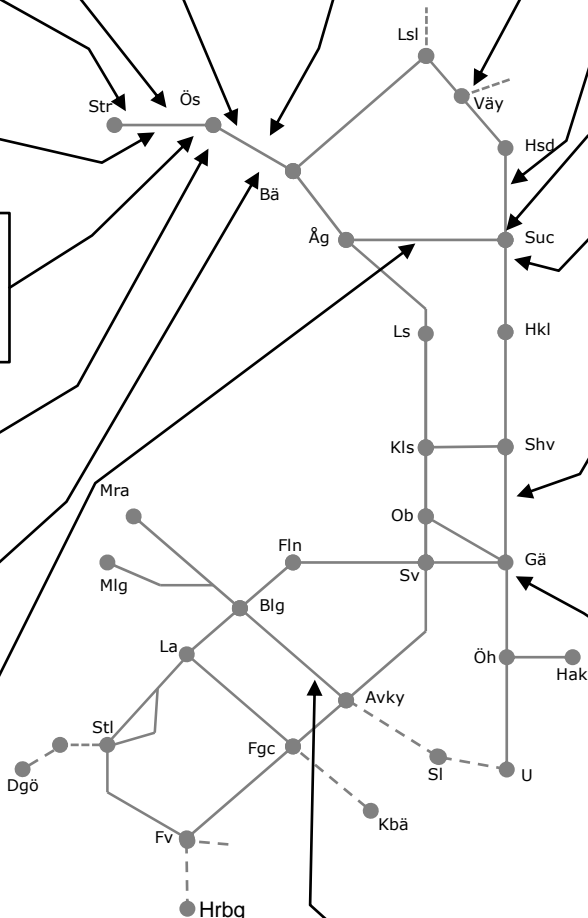 Lsl
Str
Ös
Väy
Hsd
Bä
Åg
Suc
Ls
Hkl
Kls
Shv
Mra
Ob
Fln
Gä
Mlg
Sv
Blg
La
Öh
Hak
Avky
Stl
Fgc
Sl
U
Dgö
Kbä
Fv
Hrbg